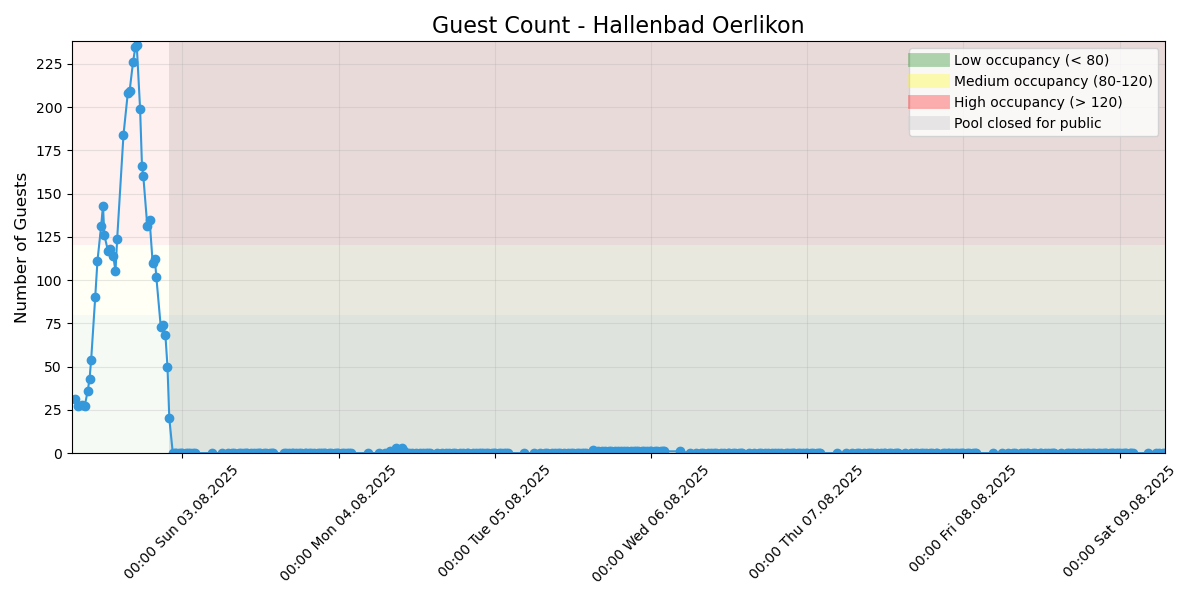 Guest Count - Hallenbad Oerlikon
Number of Guests
225
200
175
150
125
100
75
50
25
0
Low occupancy (< 80)
Medium occupancy (80-120)
High occupancy (> 120)
Pool closed for public
00:00 Sun 03.08.2025
00:00 Mon 04.08.2025
00:00 Tue 05.08.2025
00:00 Wed 06.08.2025
00:00 Thu 07.08.2025
00:00 Fri 08.08.2025
00:00 Sat 09.08.2025